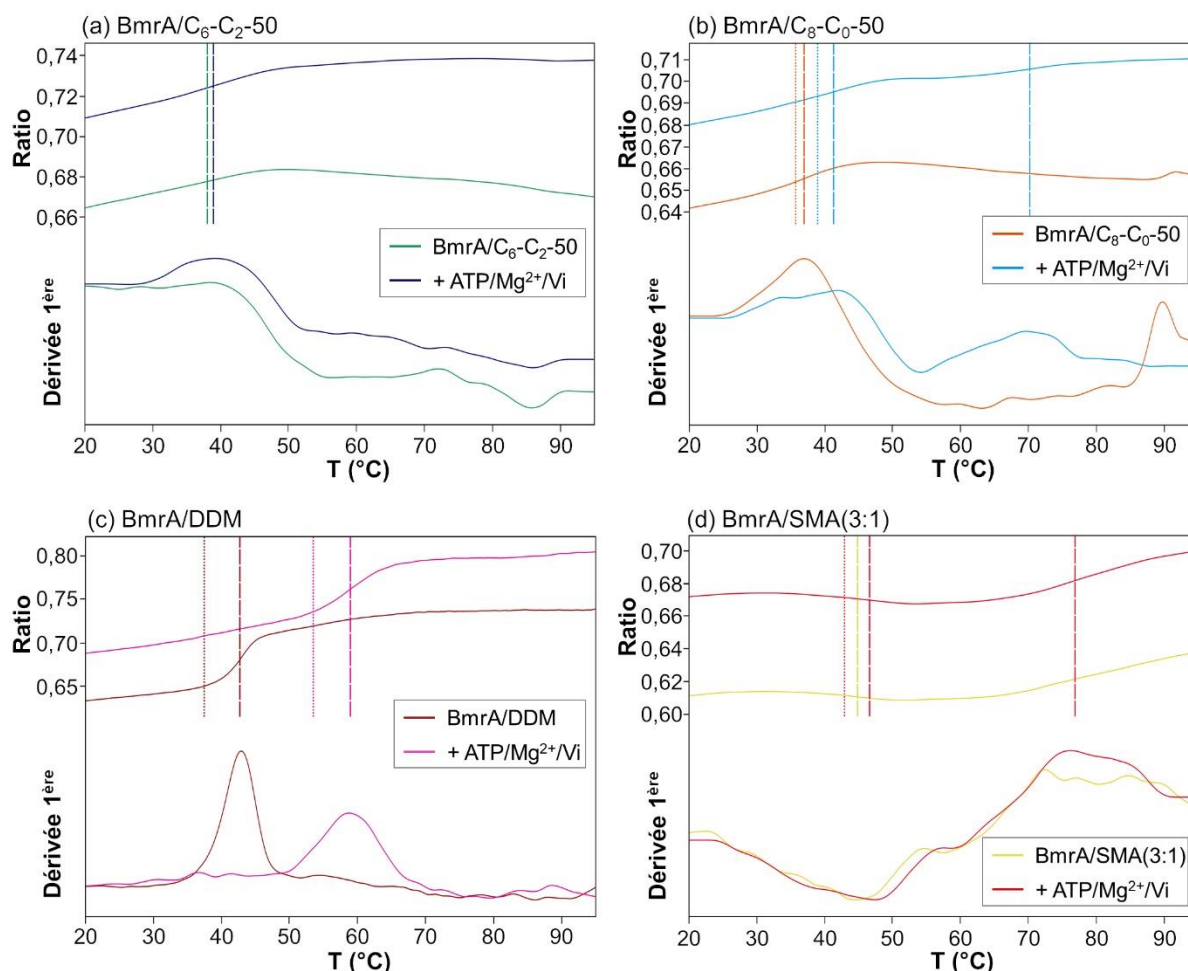 (a) BmrA/C₆-C₂-50
0,74
0,72
0,70
0,68
0,66
Ratio
BmrA/C₆-C₂-50
+ ATP/Mg²⁺/Vi
Dérivée 1ère
20 30 40 50 60 70 80 90
T (°C)
(b) BmrA/C₈-C₀-50
0,71
0,70
0,69
0,68
0,66
0,65
0,64
Ratio
BmrA/C₈-C₀-50
+ ATP/Mg²⁺/Vi
Dérivée 1ère
20 30 40 50 60 70 80 90
T (°C)
(c) BmrA/DDM
0,80
0,75
0,70
0,65
Ratio
BmrA/DDM
+ ATP/Mg²⁺/Vi
Dérivée 1ère
20 30 40 50 60 70 80 90
T (°C)
(d) BmrA/SMA(3:1)
0,70
0,68
0,66
0,64
0,62
0,60
Ratio
BmrA/SMA(3:1)
+ ATP/Mg²⁺/Vi
Dérivée 1ère
20 30 40 50 60 70 80 90
T (°C)